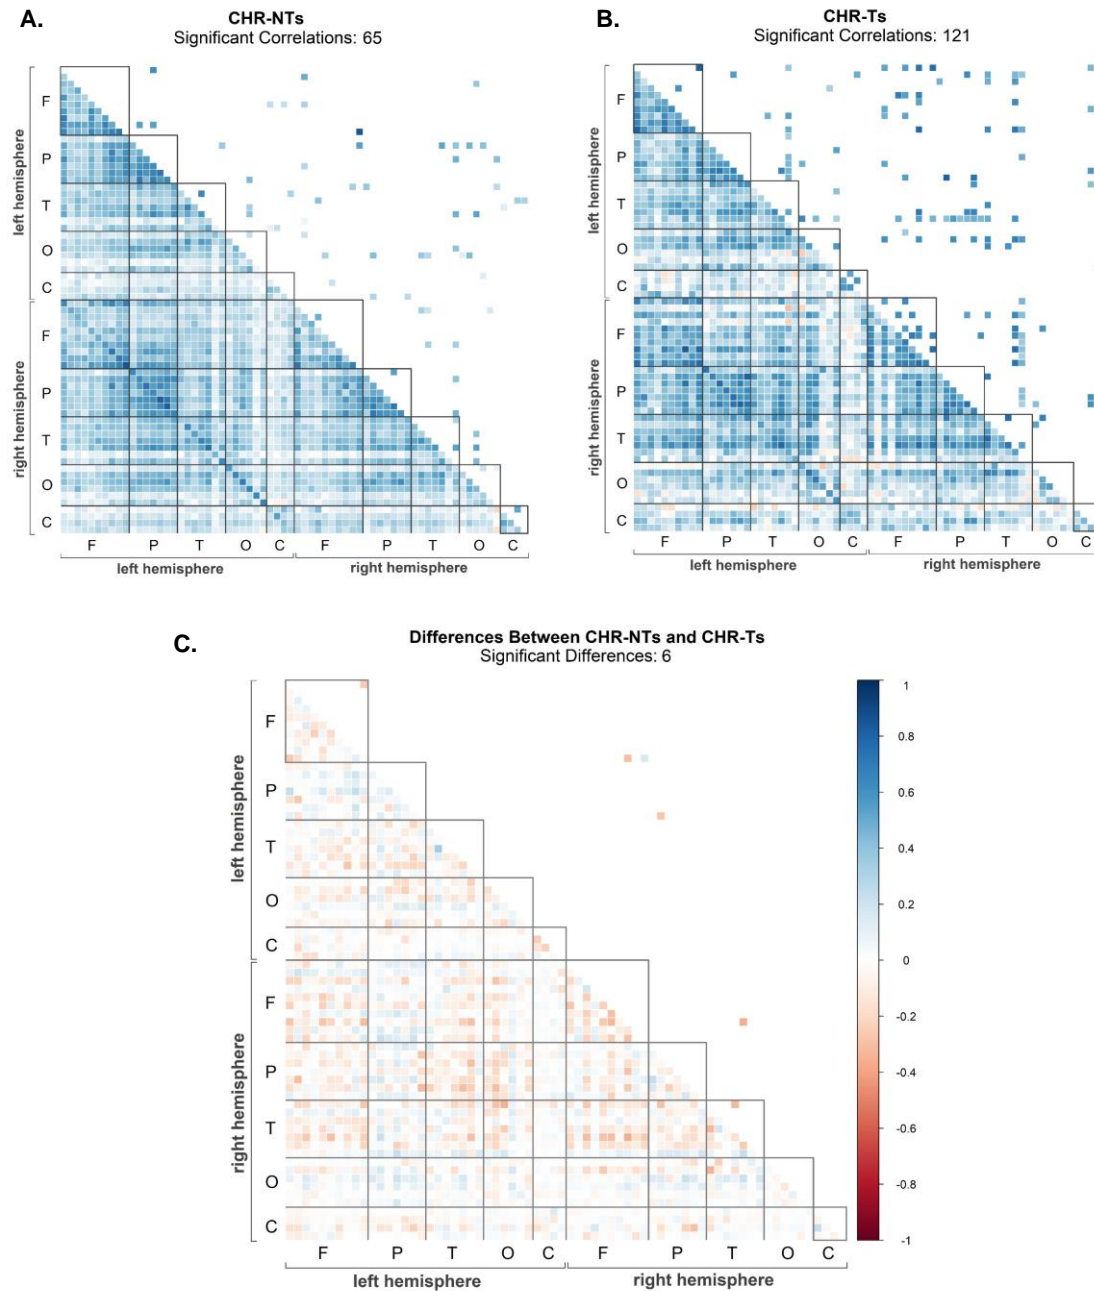 A.
CHR-NTs
Significant Correlations: 65
left hemisphere
right hemisphere
F
P
T
O
C
F
P
T
O
C
F P T O C F P T O C
left hemisphere right hemisphere
B.
CHR-Ts
Significant Correlations: 121
left hemisphere
right hemisphere
F
P
T
O
C
F
P
T
O
C
F P T O C F P T O C
left hemisphere right hemisphere
C.
Differences Between CHR-NTs and CHR-Ts
Significant Differences: 6
left hemisphere
right hemisphere
F
P
T
O
C
F
P
T
O
C
F P T O C F P T O C
left hemisphere right hemisphere
1
0.8
0.6
0.4
0.2
0
-0.2
-0.4
-0.6
-0.8
-1